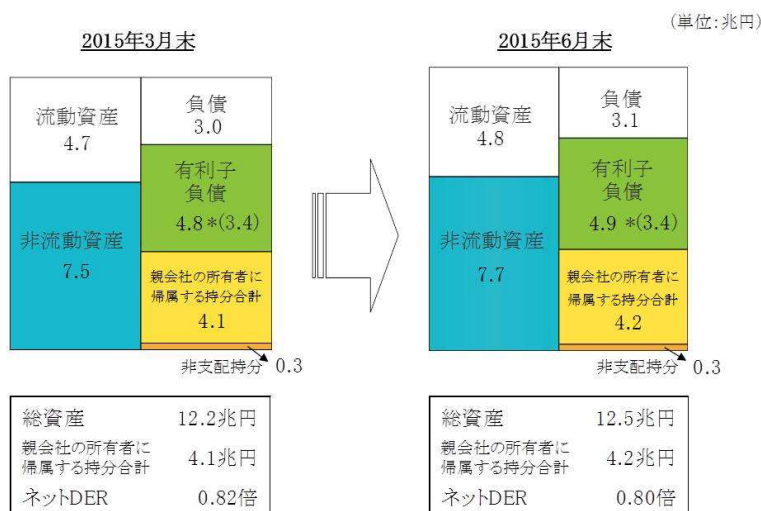 (単位:兆円)
2015年3月末
流動資産
4.7
負債
3.0
有利子
負債
4.8 *(3.4)
非流動資産
7.5
親会社の所有者に
帰属する持分合計
4.1
非支配持分 0.3
総資産 12.2兆円
親会社の所有者に
帰属する持分合計 4.1兆円
ネットDER 0.82倍
2015年6月末
流動資産
4.8
負債
3.1
有利子
負債
4.9 *(3.4)
非流動資産
7.7
親会社の所有者に
帰属する持分合計
4.2
非支配持分 0.3
総資産 12.5兆円
親会社の所有者に
帰属する持分合計 4.2兆円
ネットDER 0.80倍